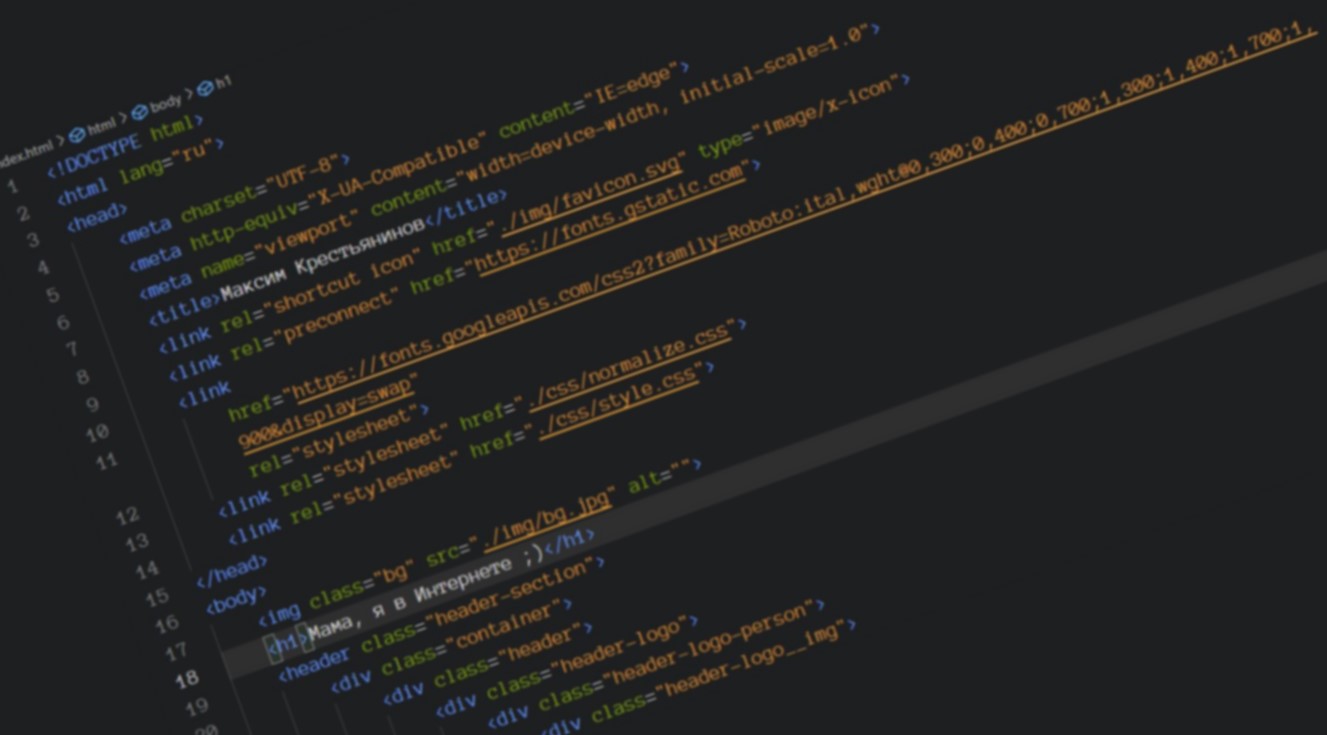 index.html > html > body > h1
1 <!DOCTYPE html>
2 <html lang="ru">
3 <head>
4 <meta charset="UTF-8">
5 <meta http-equiv="X-UA-Compatible" content="IE=edge">
6 <meta name="viewport" content="width=device-width, initial-scale=1.0">
7 <title>Максим Крестьянинов</title>
8 <link rel="shortcut icon" href="./img/favicon.svg" type="image/x-icon">
9 <link rel="preconnect" href="https://fonts.gstatic.com">
10 <link
11 href="https://fonts.googleapis.com/css2?family=Roboto:ital,wght@0,300;0,400;0,700;1,300;1,400;1,700;1,
900&display=swap"
12 rel="stylesheet">
13 <link rel="stylesheet" href="./css/normalize.css">
14 <link rel="stylesheet" href="./css/style.css">
15 </head>
16 <body>
17 <img class="bg" src="./img/bg.jpg" alt="">
18 <h1>Мама, я в Интернете ;)</h1>
19 <header class="header-section">
20 <div class="container">
<div class="header">
<div class="header-logo">
<div class="header-logo-person">
<div class="header-logo__img">